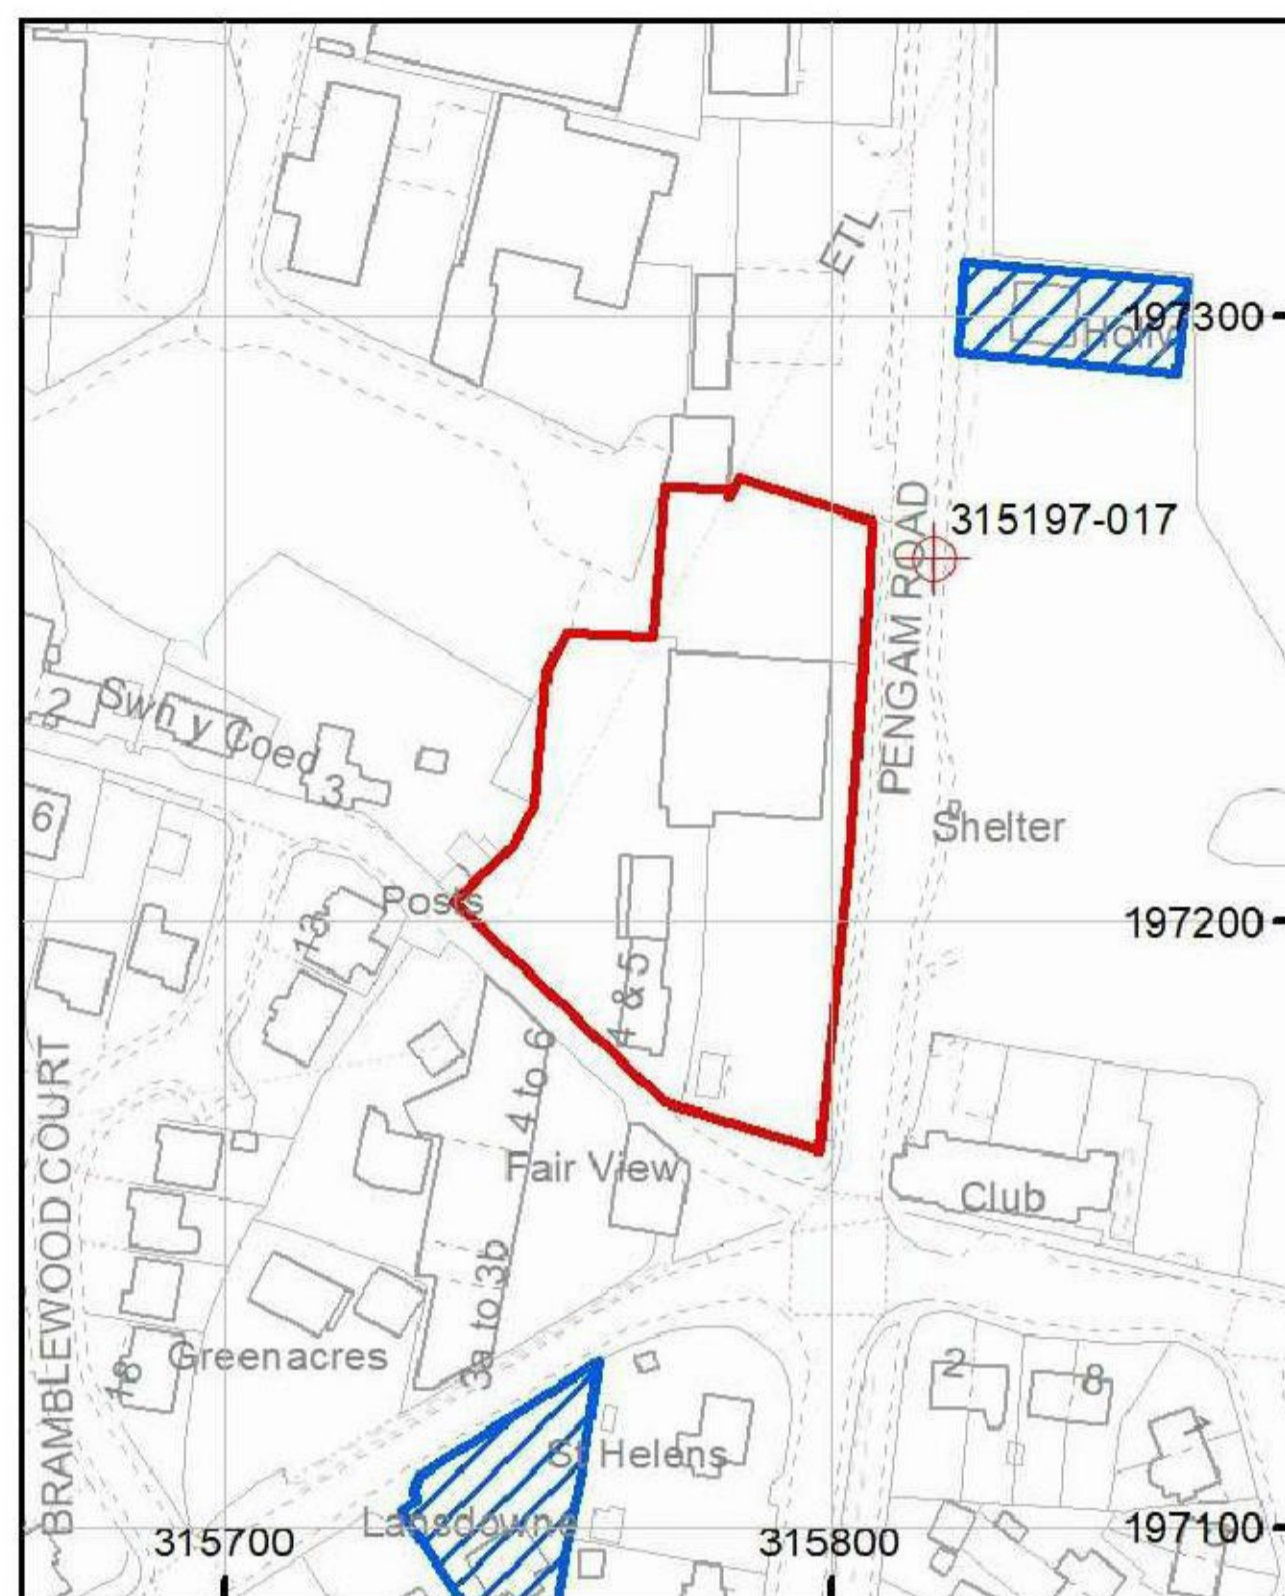 ETL
197300
Holly
315197-017
PENGAM ROAD
2
Swn y Coed
3
6
Shelter
Posts
13
197200
4 & 5
4 to 6
Fair View
Club
BRAMBLEWOOD COURT
3a to 3b
Greenacres
18
2
8
1
St Helens
Lansdowne
315700
315800
197100